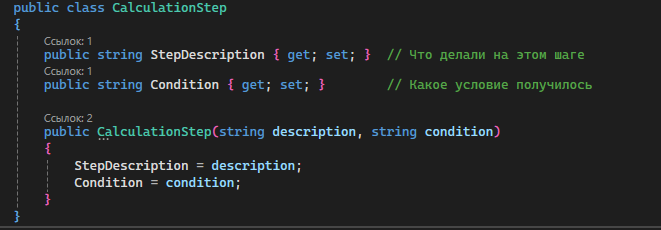 public class CalculationStep
{
Ссылок: 1
public string StepDescription { get; set; } // Что делали на этом шаге
Ссылок: 1
public string Condition { get; set; } // Какое условие получилось
Ссылок: 2
public CalculationStep(string description, string condition)
{
StepDescription = description;
Condition = condition;
}
}